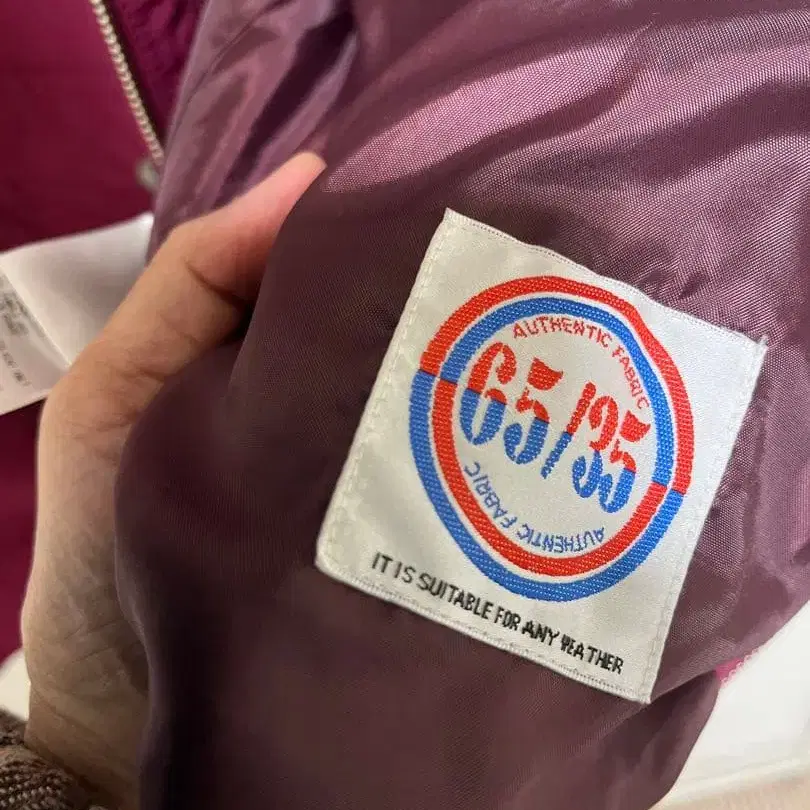 AUTHENTIC FABRIC
65/35
AUTHENTIC FABRIC
IT IS SUITABLE FOR ANY WEATHER